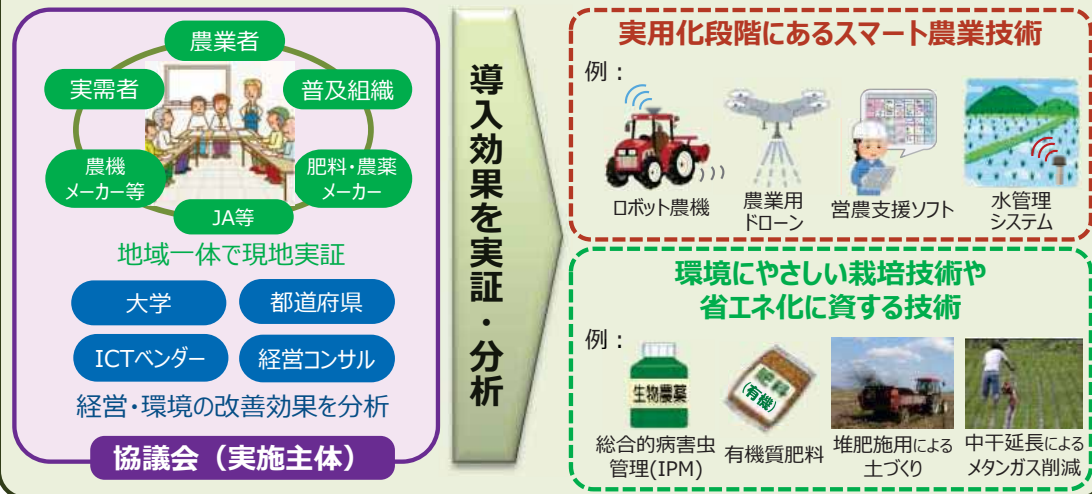 農業者
実需者
普及組織
農機
メーカー等
肥料・農薬
メーカー
JA等
地域一体で現地実証
大学
都道府県
ICTベンダー
経営コンサル
経営・環境の改善効果を分析
協議会（実施主体）
導入効果を実証・分析
実用化段階にあるスマート農業技術
例：
ロボット農機
農業用
ドローン
営農支援ソフト
水管理
システム
環境にやさしい栽培技術や
省エネ化に資する技術
例：
生物農薬
肥料
(有機)
総合的病害虫
管理(IPM)
有機質肥料
堆肥施用による
土づくり
中干延長による
メタンガス削減